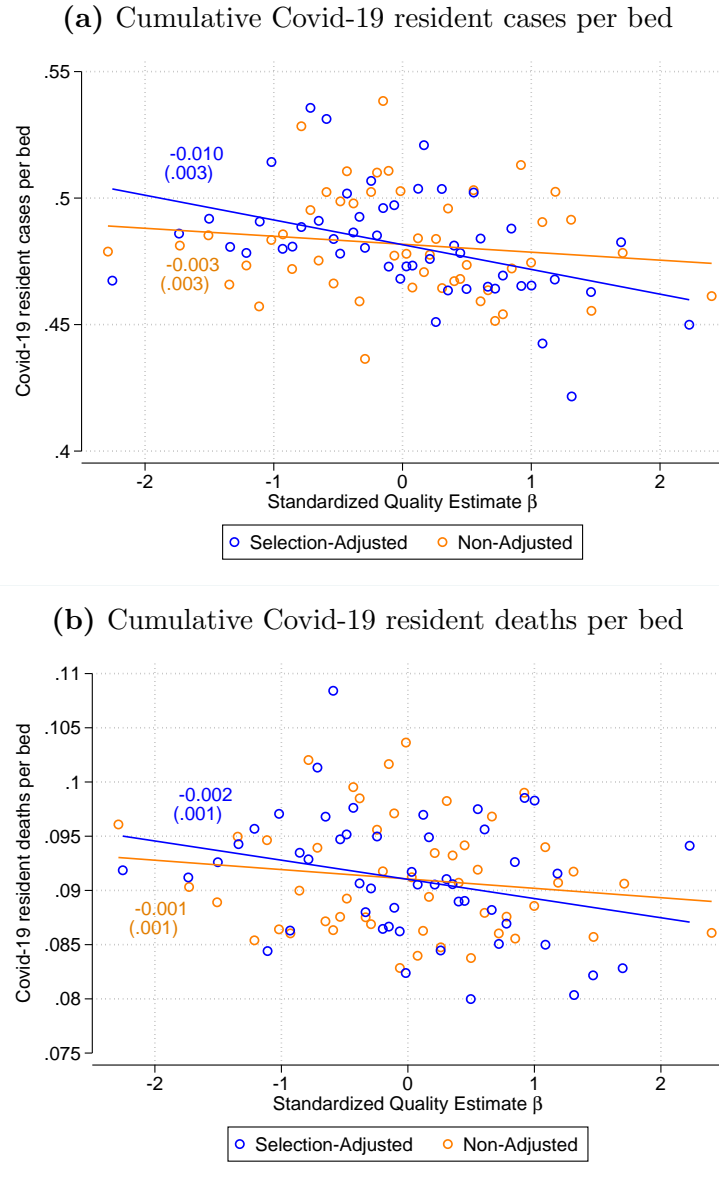 (a) Cumulative Covid-19 resident cases per bed
.55
.5
.45
.4
Covid-19 resident cases per bed
-0.010
(.003)
-0.003
(.003)
-2 -1 0 1 2
Standardized Quality Estimate β
Selection-Adjusted Non-Adjusted
(b) Cumulative Covid-19 resident deaths per bed
.11
.105
.1
.095
.09
.085
.08
.075
Covid-19 resident deaths per bed
-0.002
(.001)
-0.001
(.001)
-2 -1 0 1 2
Standardized Quality Estimate β
Selection-Adjusted Non-Adjusted